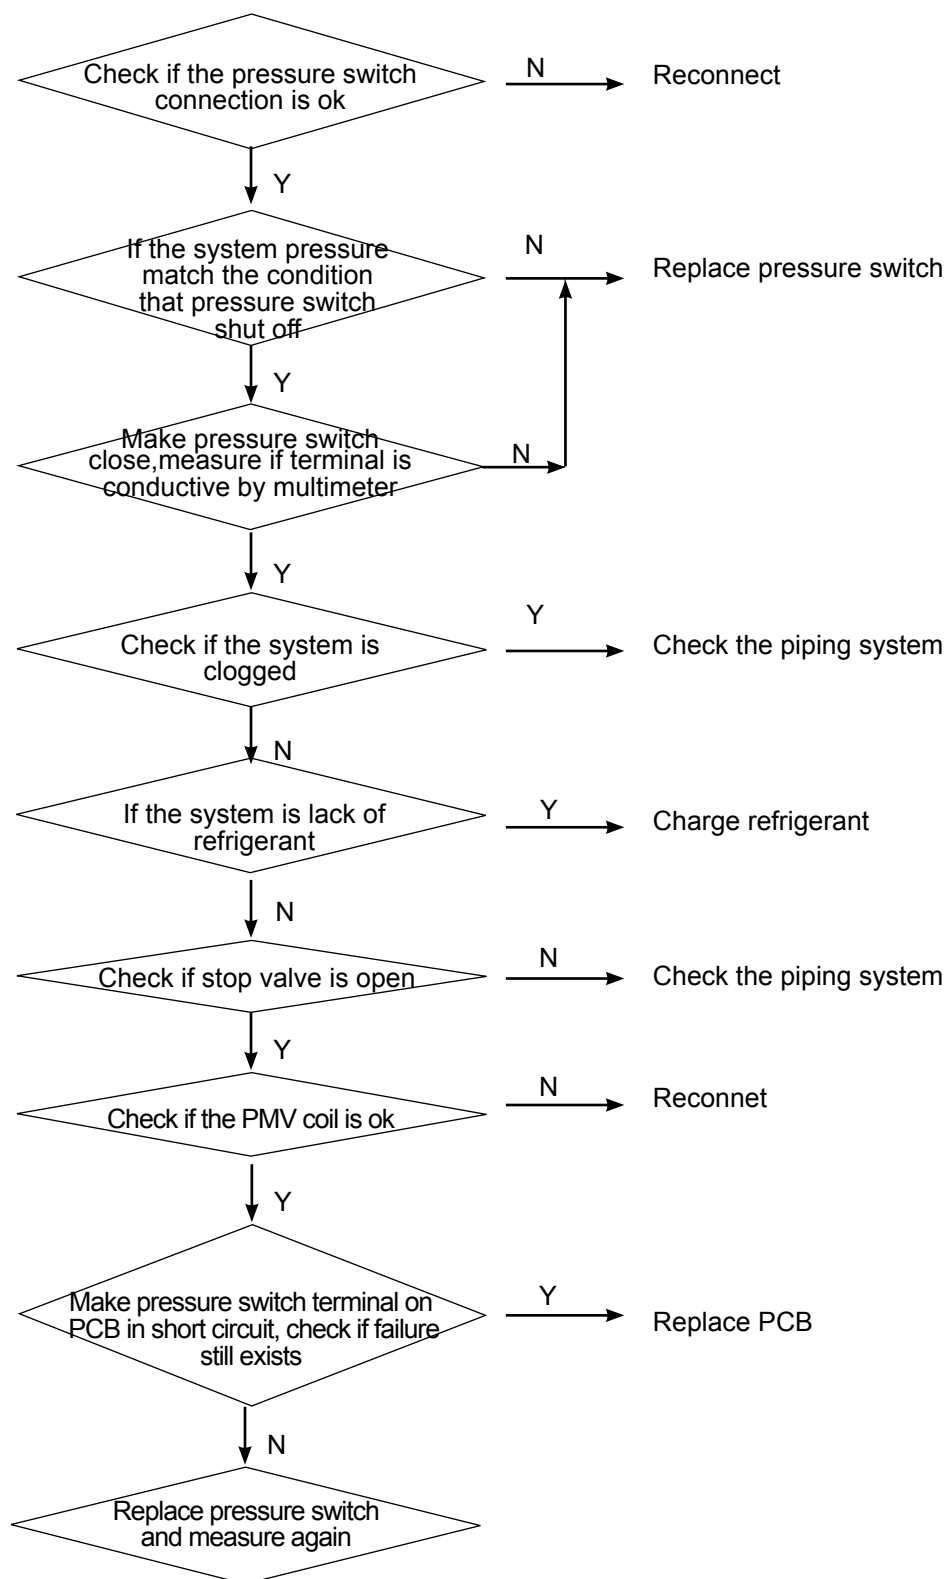 Check if the pressure switch
connection is ok
N
Reconnect
Y
If the system pressure
match the condition
that pressure switch
shut off
N
Replace pressure switch
Y
Make pressure switch
close,measure if terminal is
conductive by multimeter
N
Y
Check if the system is
clogged
Y
Check the piping system
N
If the system is lack of
refrigerant
Y
Charge refrigerant
N
Check if stop valve is open
N
Check the piping system
Y
Check if the PMV coil is ok
N
Reconnet
Y
Make pressure switch terminal on
PCB in short circuit, check if failure
still exists
Y
Replace PCB
N
Replace pressure switch
and measure again